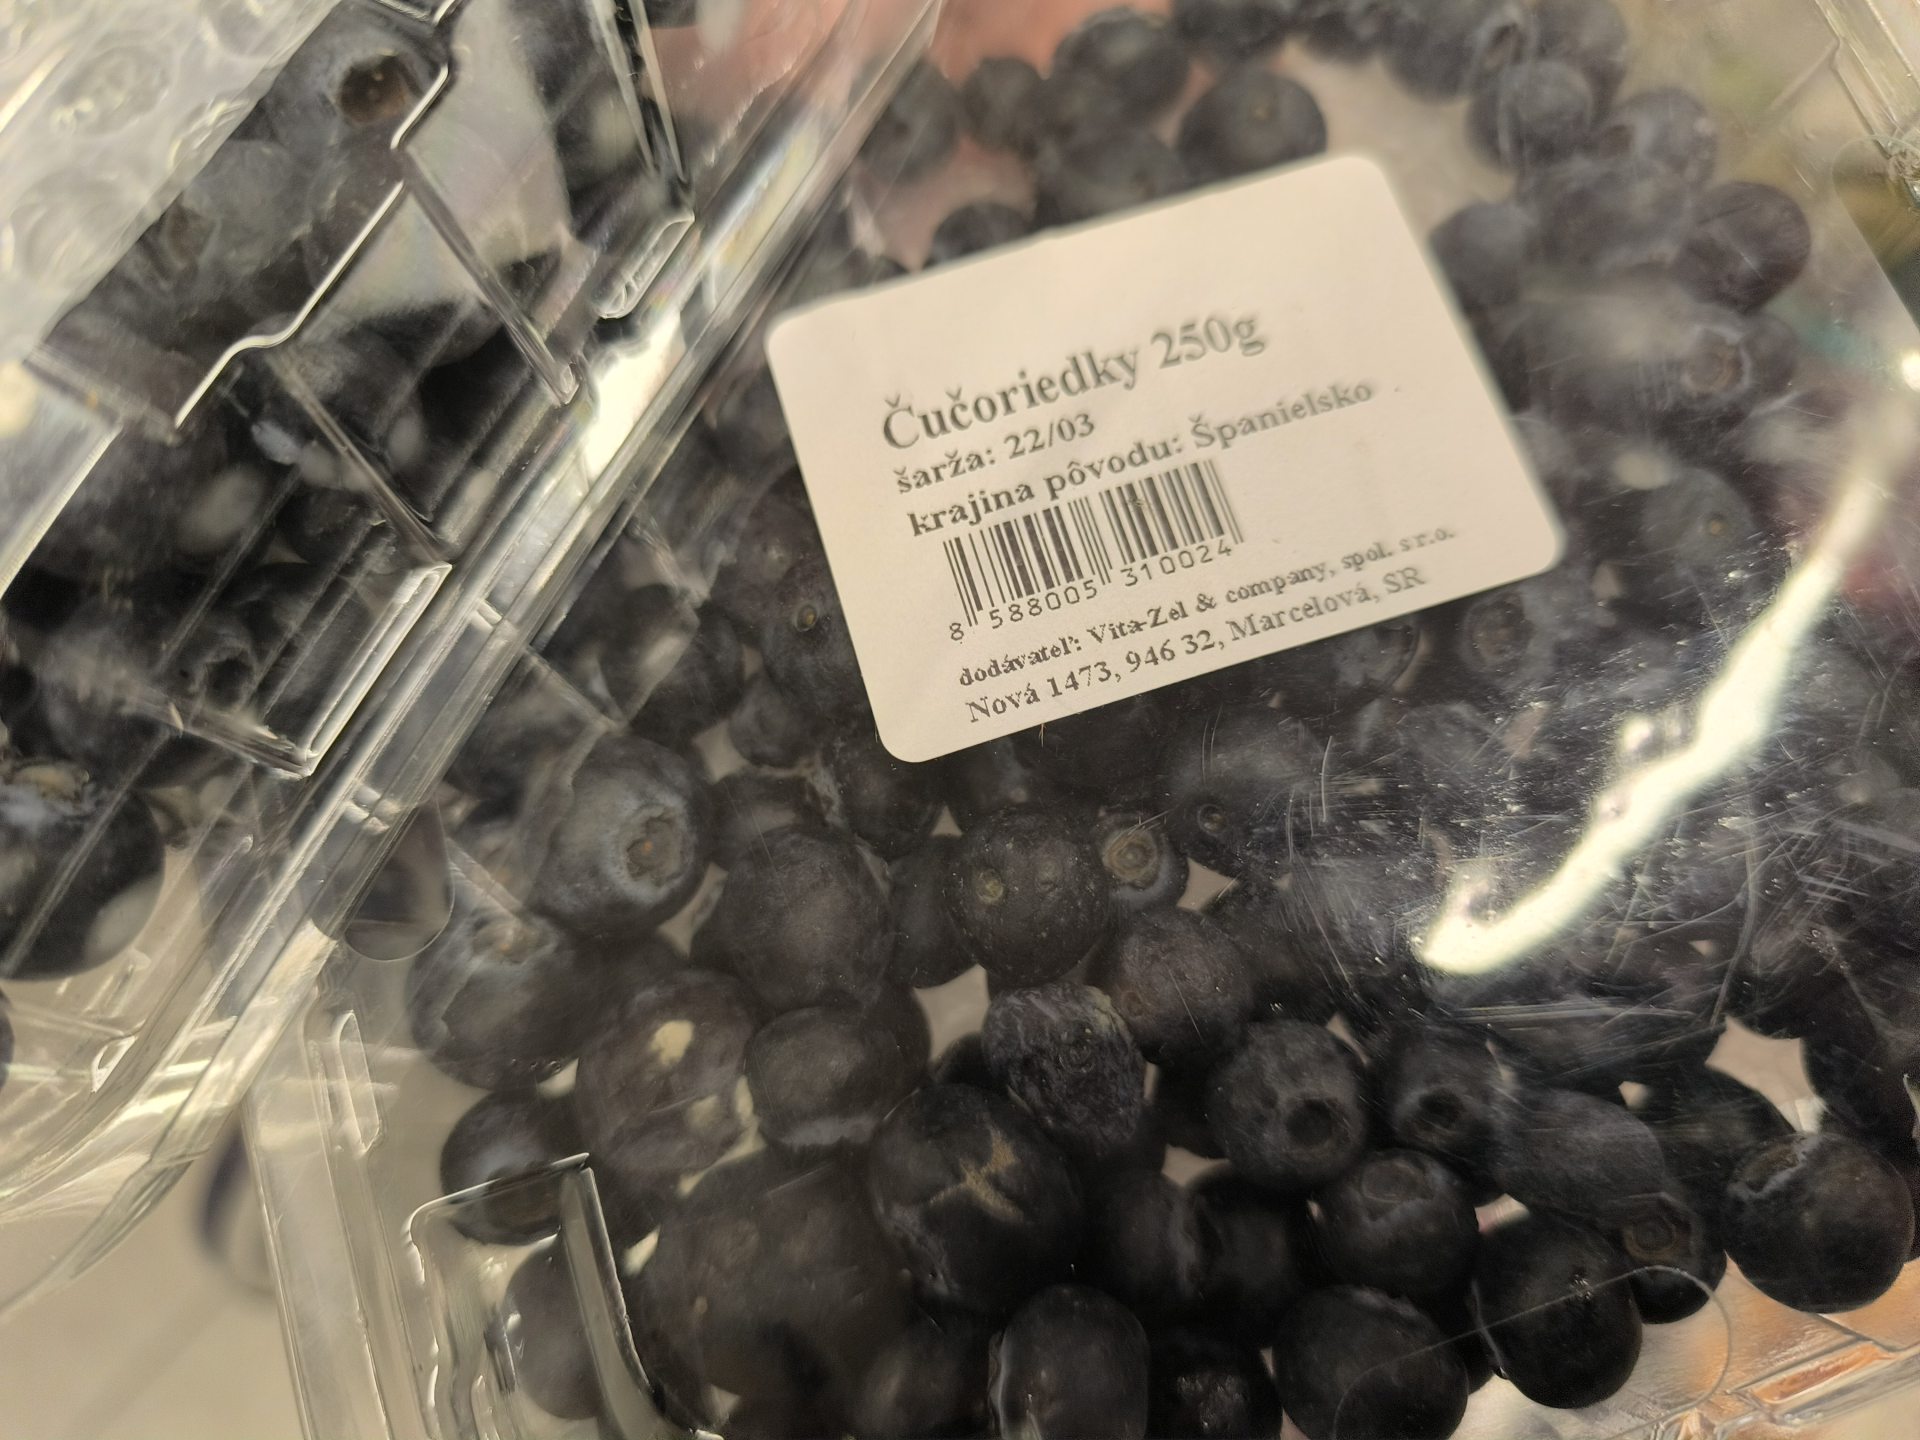 Čučoriedky 250g
šarža: 22/03
krajina pôvodu: Španielsko
8 588005 310024
dodávateľ: Vita-Zel & company, spol. s r.o.
Nová 1473, 946 32, Marcelová, SR